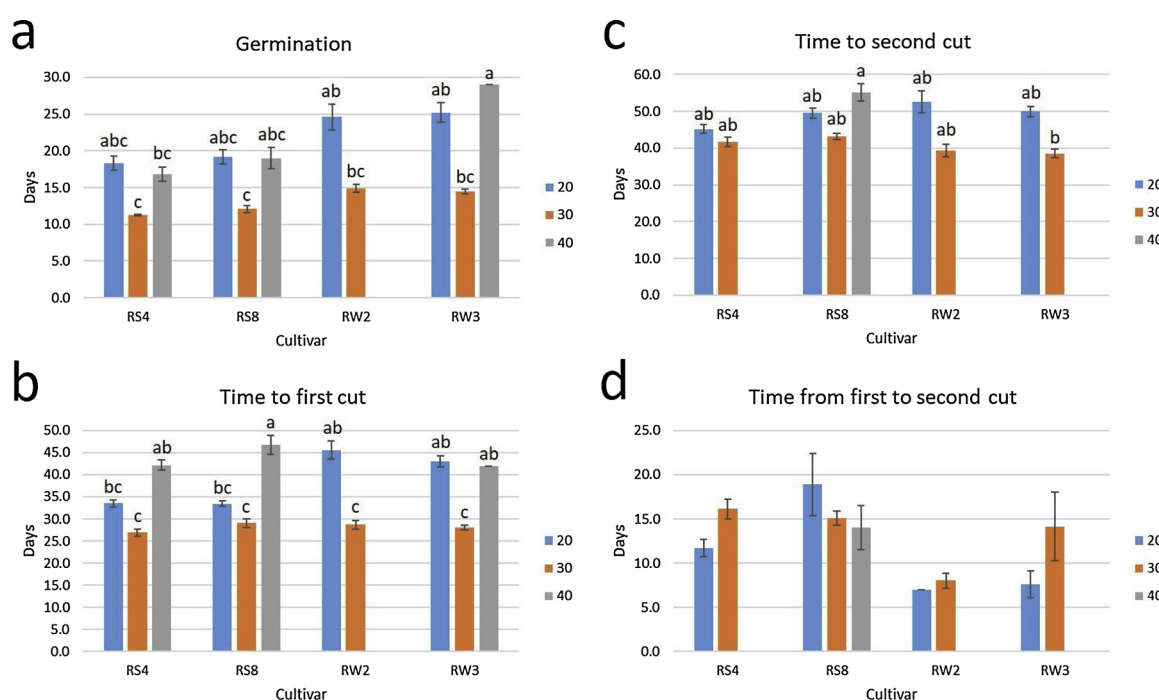 a
Germination
30.0
25.0
20.0
15.0
10.0
5.0
0.0
Days
abc
c
bc
abc
c
abc
ab
bc
ab
bc
a
RS4
RS8
RW2
RW3
Cultivar
20
30
40
c
Time to second cut
60.0
50.0
40.0
30.0
20.0
10.0
0.0
Days
ab
ab
ab
ab
a
ab
ab
ab
b
RS4
RS8
RW2
RW3
Cultivar
20
30
40
b
Time to first cut
50.0
45.0
40.0
35.0
30.0
25.0
20.0
15.0
10.0
5.0
0.0
Days
bc
c
ab
bc
c
a
ab
c
ab
c
ab
RS4
RS8
RW2
RW3
Cultivar
20
30
40
d
Time from first to second cut
25.0
20.0
15.0
10.0
5.0
0.0
Days
RS4
RS8
RW2
RW3
Cultivar
20
30
40